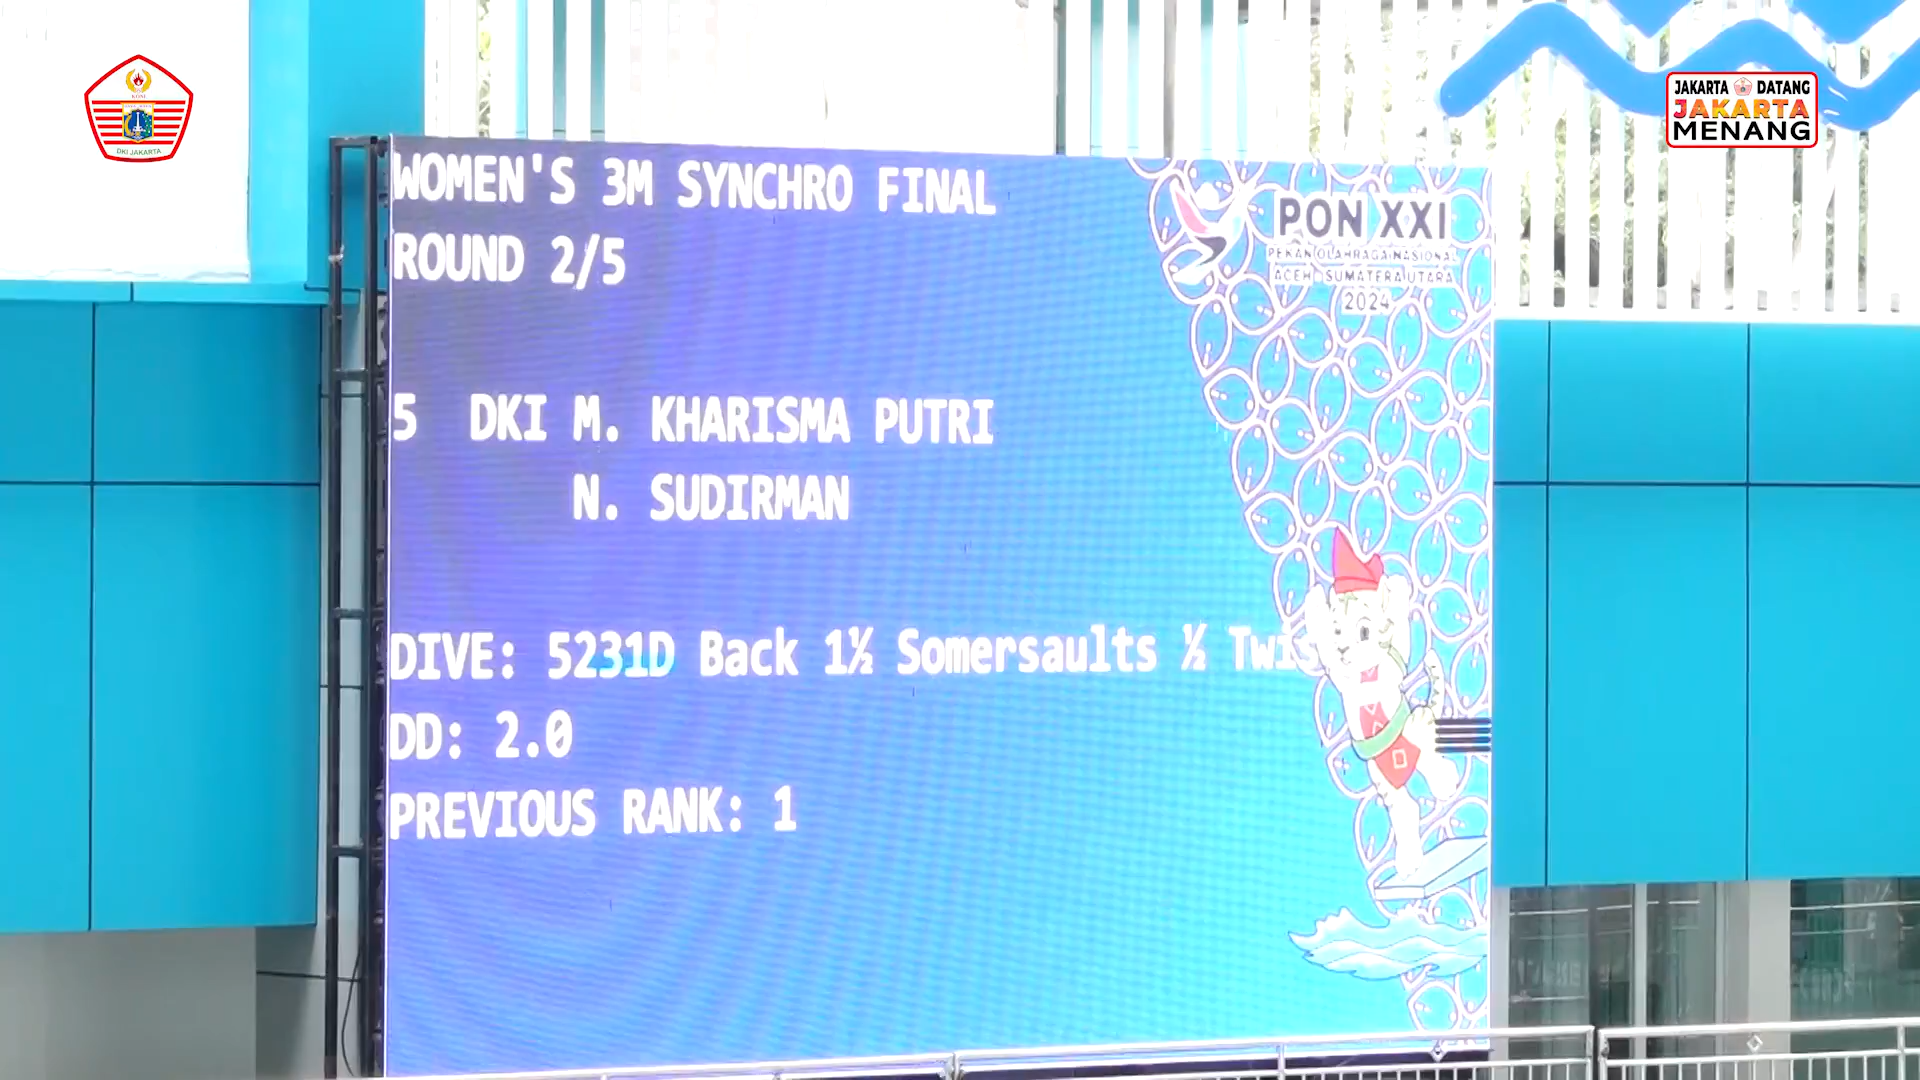 KONI
DKI JAKARTA
JAKARTA DATANG
JAKARTA
MENANG
WOMEN'S 3M SYNCHRO FINAL
ROUND 2/5
PON XXI
PEKAN OLAHRAGA NASIONAL
ACEH SUMATERA UTARA
2024
5 DKI M. KHARISMA PUTRI
N. SUDIRMAN
DIVE: 5231D Back 1½ Somersaults ½ Twis
DD: 2.0
PREVIOUS RANK: 1